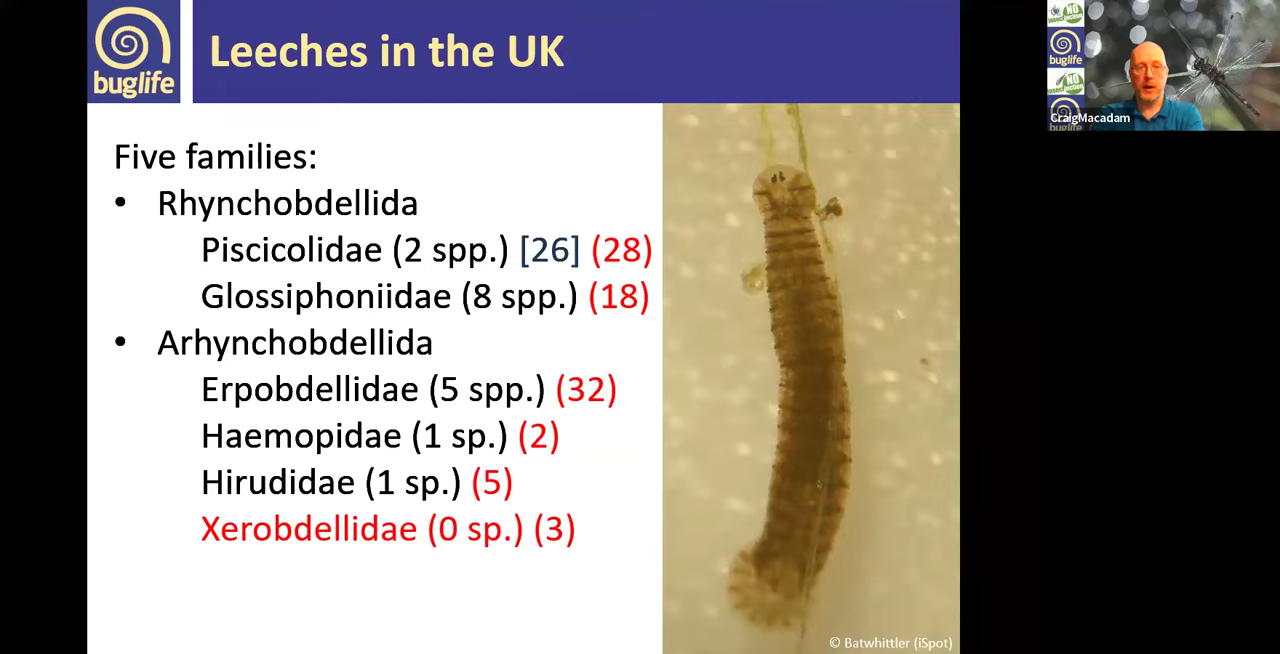 buglife
Leeches in the UK
Five families:
• Rhynchobdellida
Piscicolidae (2 spp.) [26] (28)
Glossiphoniidae (8 spp.) (18)
• Arhynchobdellida
Erpobdellidae (5 spp.) (32)
Haemopidae (1 sp.) (2)
Hirudidae (1 sp.) (5)
Xerobdellidae (0 sp.) (3)
© Batwhittler (iSpot)
NO
buglife
NO
CraigMacadam